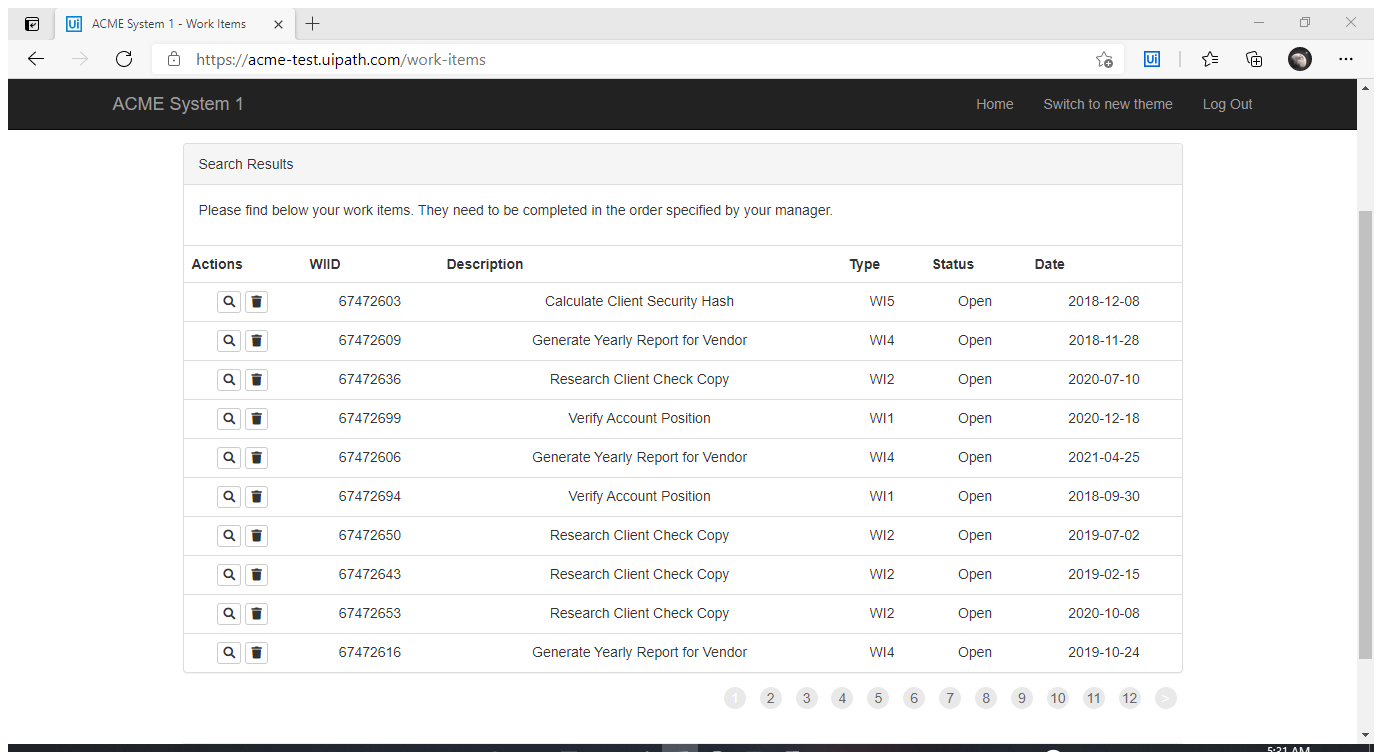 Ui ACME System 1 - Work Items
https://acme-test.uipath.com/work-items Ui
ACME System 1 Home Switch to new theme Log Out
Search Results
Please find below your work items. They need to be completed in the order specified by your manager.
Actions WIID Description Type Status Date
67472603 Calculate Client Security Hash WI5 Open 2018-12-08
67472609 Generate Yearly Report for Vendor WI4 Open 2018-11-28
67472636 Research Client Check Copy WI2 Open 2020-07-10
67472699 Verify Account Position WI1 Open 2020-12-18
67472606 Generate Yearly Report for Vendor WI4 Open 2021-04-25
67472694 Verify Account Position WI1 Open 2018-09-30
67472650 Research Client Check Copy WI2 Open 2019-07-02
67472643 Research Client Check Copy WI2 Open 2019-02-15
67472653 Research Client Check Copy WI2 Open 2020-10-08
67472616 Generate Yearly Report for Vendor WI4 Open 2019-10-24
1 2 3 4 5 6 7 8 9 10 11 12 >
5:31 AM